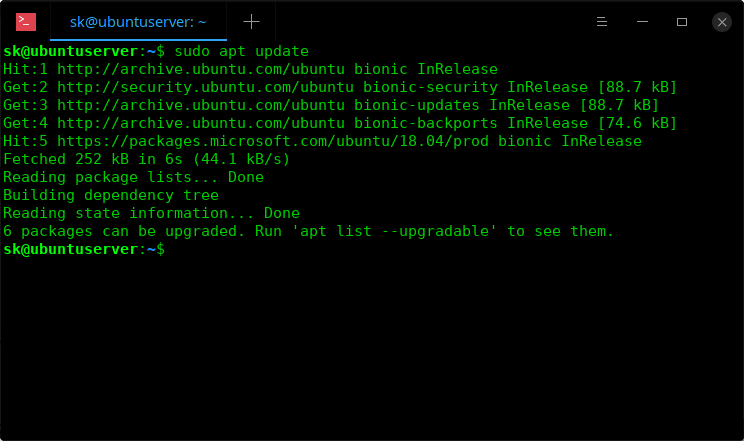 sk@ubuntuserver: ~
sk@ubuntuserver:~$ sudo apt update
Hit:1 http://archive.ubuntu.com/ubuntu bionic InRelease
Get:2 http://security.ubuntu.com/ubuntu bionic-security InRelease [88.7 kB]
Get:3 http://archive.ubuntu.com/ubuntu bionic-updates InRelease [88.7 kB]
Get:4 http://archive.ubuntu.com/ubuntu bionic-backports InRelease [74.6 kB]
Hit:5 https://packages.microsoft.com/ubuntu/18.04/prod bionic InRelease
Fetched 252 kB in 6s (44.1 kB/s)
Reading package lists... Done
Building dependency tree
Reading state information... Done
6 packages can be upgraded. Run 'apt list --upgradable' to see them.
sk@ubuntuserver:~$